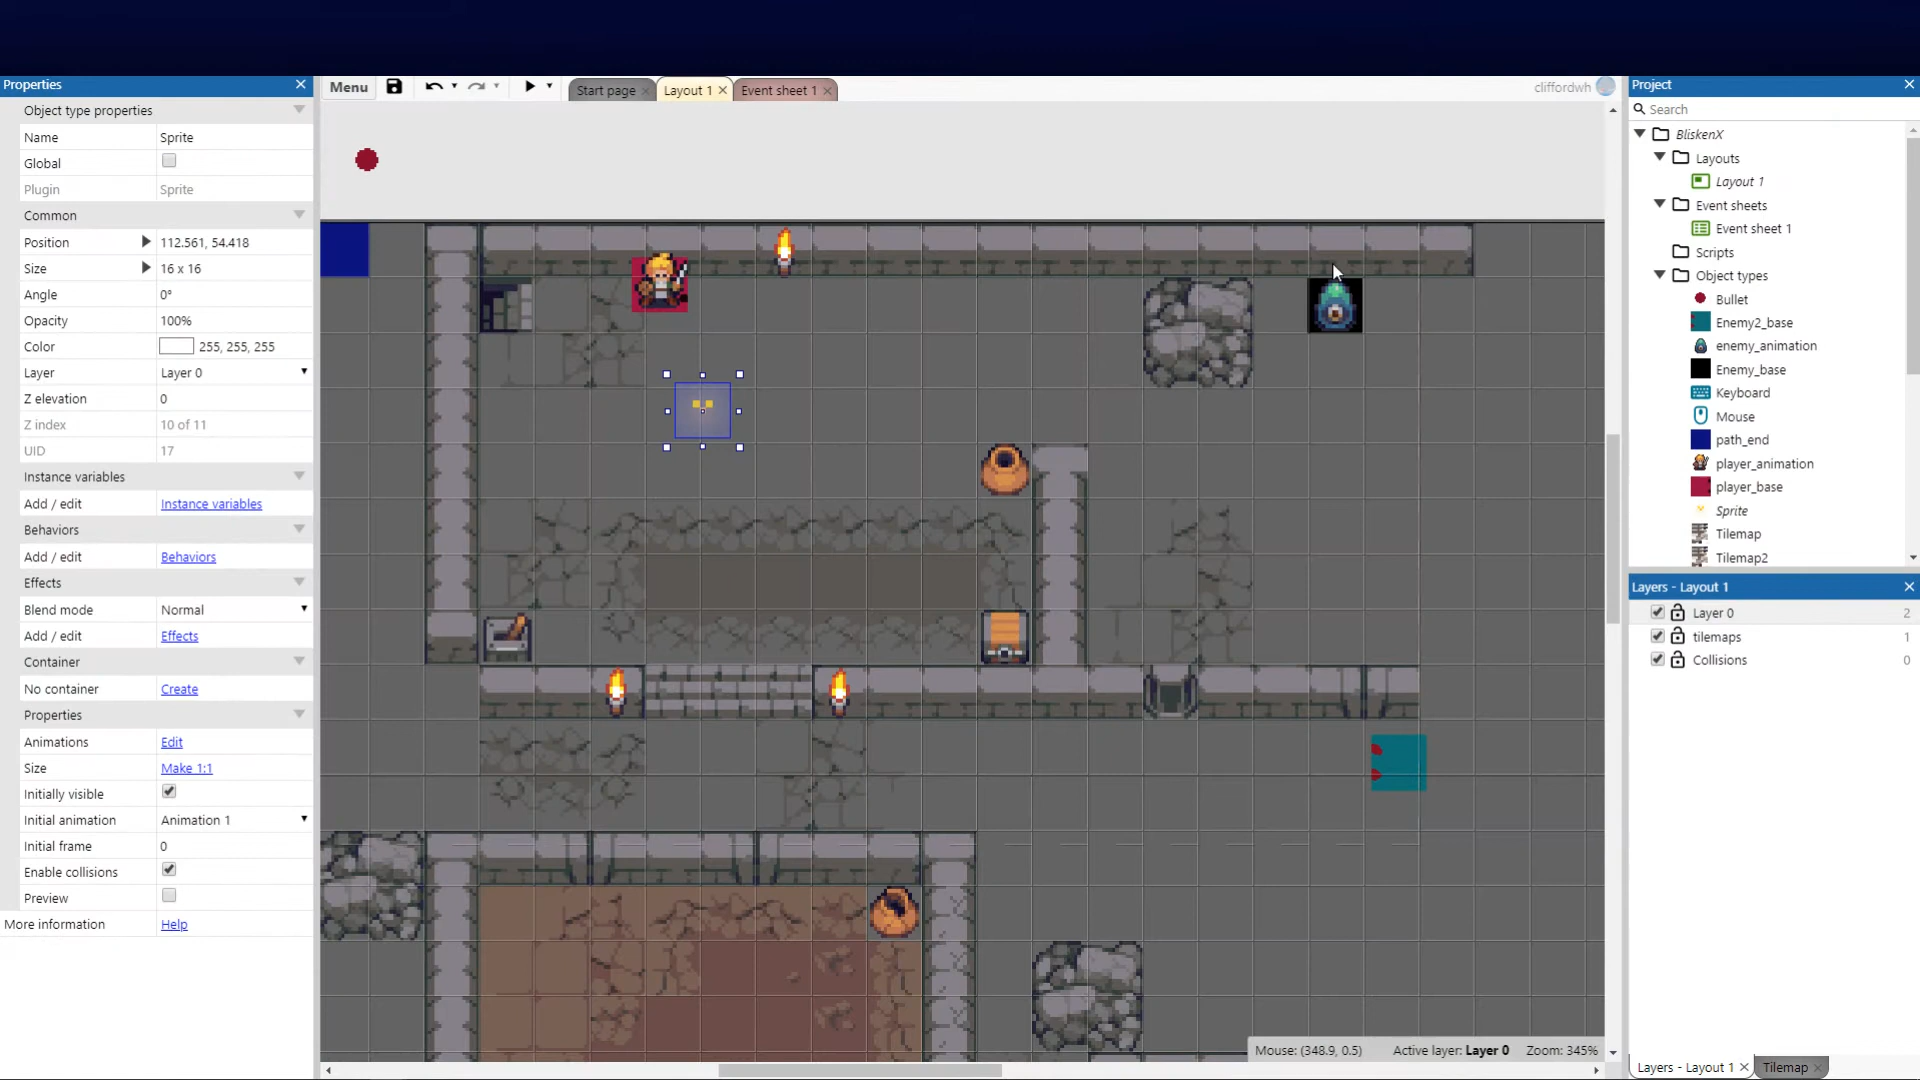 Properties
Object type properties
Name Sprite
Global
Plugin Sprite
Common
Position 112.561, 54.418
Size 16 x 16
Angle 0°
Opacity 100%
Color 255, 255, 255
Layer Layer 0
Z elevation 0
Z index 10 of 11
UID 17
Instance variables
Add / edit Instance variables
Behaviors
Add / edit Behaviors
Effects
Blend mode Normal
Add / edit Effects
Container
No container Create
Properties
Animations Edit
Size Make 1:1
Initially visible
Initial animation Animation 1
Initial frame 0
Enable collisions
Preview
More information Help
Menu
Start page
Layout 1
Event sheet 1
cliffordwh
Mouse: (348.9, 0.5) Active layer: Layer 0 Zoom: 345%
Project
Search
BliskenX
Layouts
Layout 1
Event sheets
Event sheet 1
Scripts
Object types
Bullet
Enemy2_base
enemy_animation
Enemy_base
Keyboard
Mouse
path_end
player_animation
player_base
Sprite
Tilemap
Tilemap2
Layers - Layout 1
Layer 0 2
tilemaps 1
Collisions 0
Layers - Layout 1 Tilemap